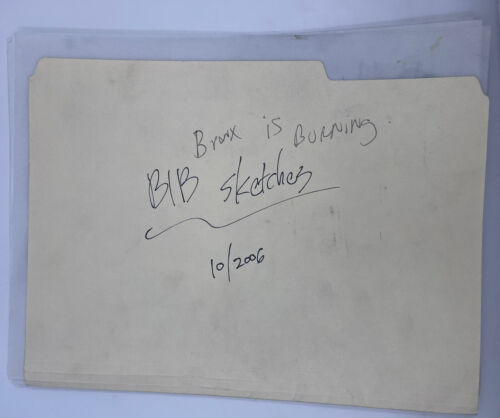 Bronx is BURNING.
BIB sketches
10/2006